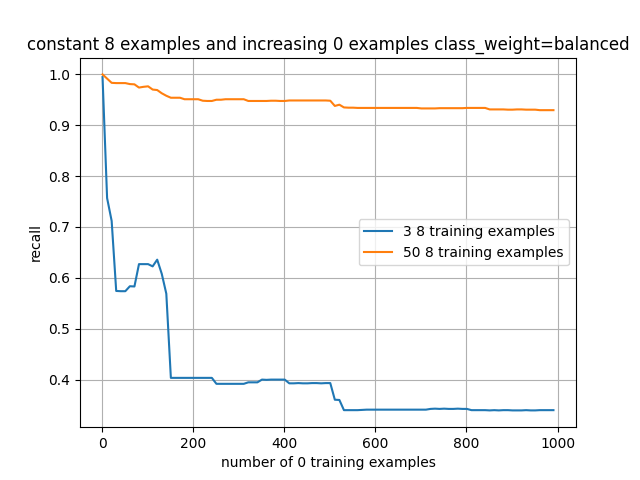 constant 8 examples and increasing 0 examples class_weight=balanced
1.0
0.9
0.8
0.7
0.6
0.5
0.4
recall
3 8 training examples
50 8 training examples
0 200 400 600 800 1000
number of 0 training examples